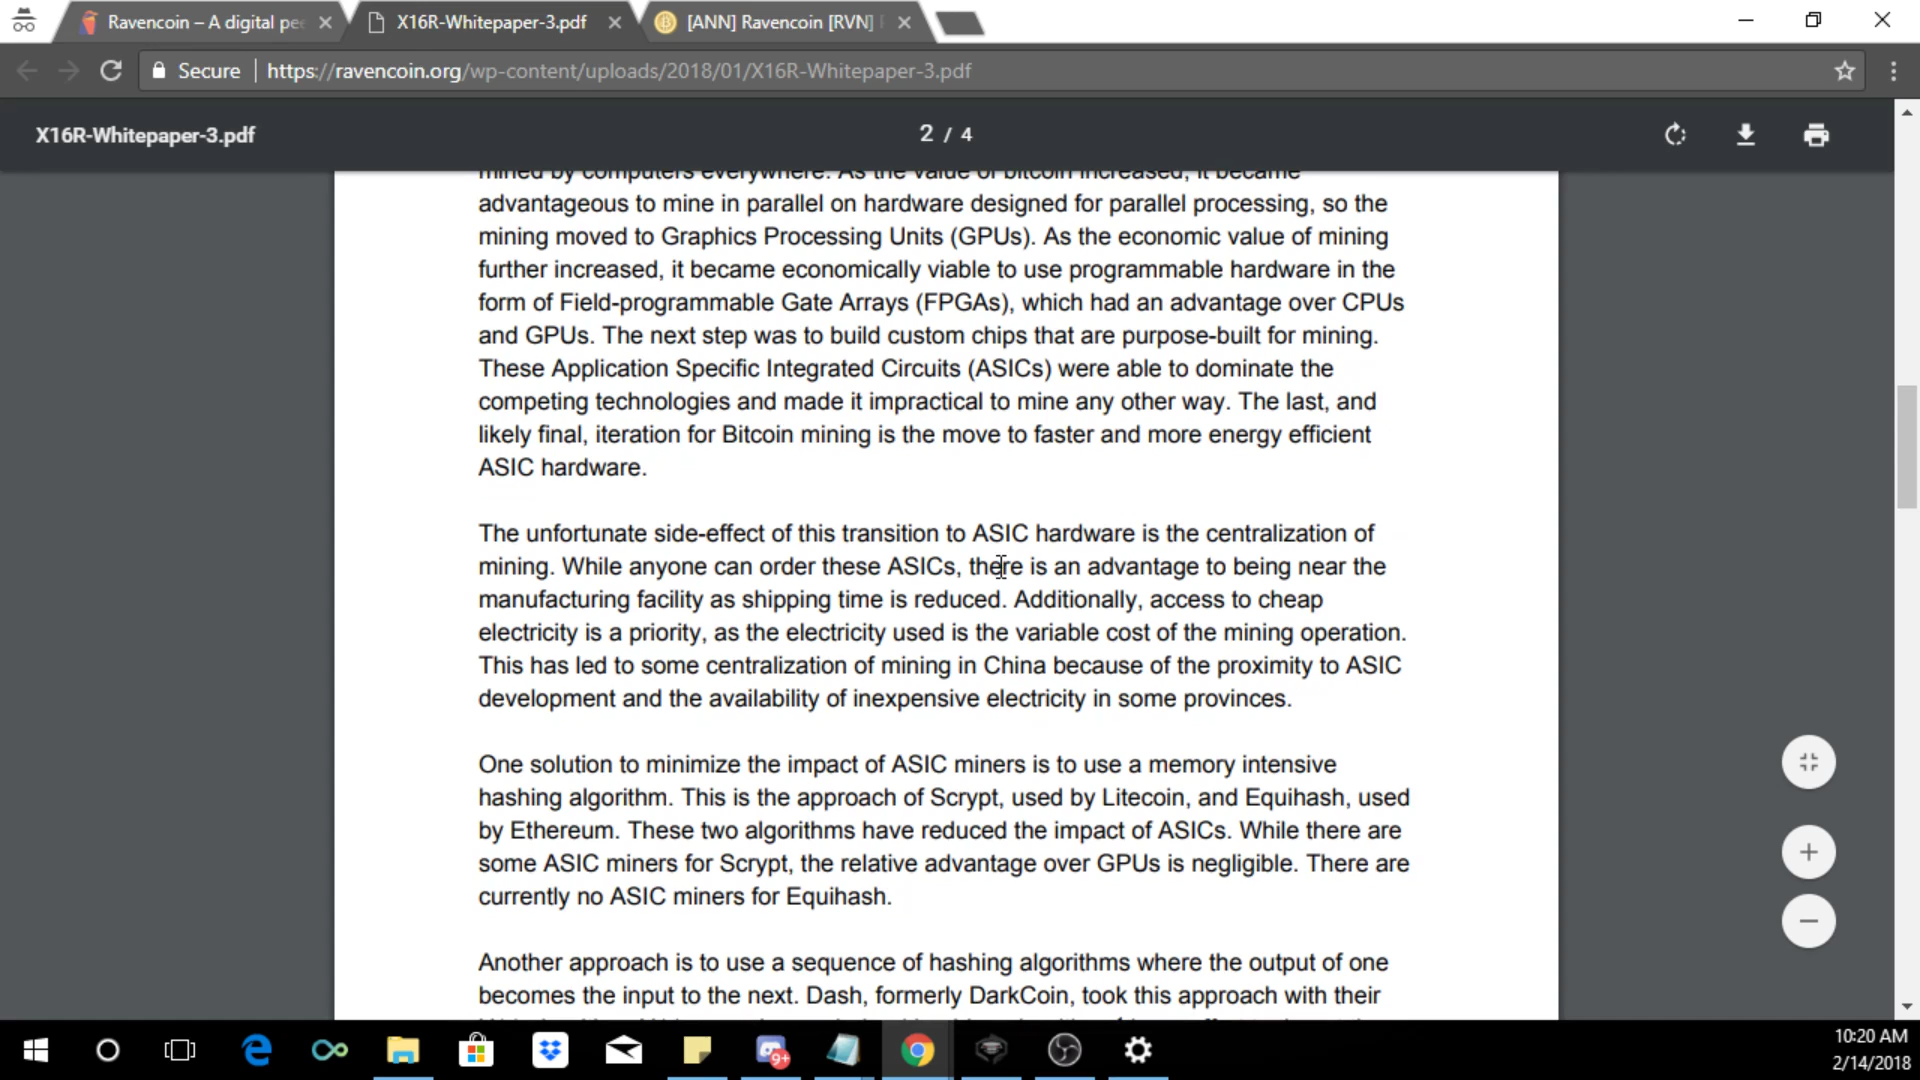 Ravencoin – A digital pee
X16R-Whitepaper-3.pdf
[ANN] Ravencoin [RVN]
Secure
https://ravencoin.org/wp-content/uploads/2018/01/X16R-Whitepaper-3.pdf
X16R-Whitepaper-3.pdf
2 / 4
mined by computers everywhere. As the value of bitcoin increased, it became
advantageous to mine in parallel on hardware designed for parallel processing, so the
mining moved to Graphics Processing Units (GPUs). As the economic value of mining
further increased, it became economically viable to use programmable hardware in the
form of Field-programmable Gate Arrays (FPGAs), which had an advantage over CPUs
and GPUs. The next step was to build custom chips that are purpose-built for mining.
These Application Specific Integrated Circuits (ASICs) were able to dominate the
competing technologies and made it impractical to mine any other way. The last, and
likely final, iteration for Bitcoin mining is the move to faster and more energy efficient
ASIC hardware.
The unfortunate side-effect of this transition to ASIC hardware is the centralization of
mining. While anyone can order these ASICs, there is an advantage to being near the
manufacturing facility as shipping time is reduced. Additionally, access to cheap
electricity is a priority, as the electricity used is the variable cost of the mining operation.
This has led to some centralization of mining in China because of the proximity to ASIC
development and the availability of inexpensive electricity in some provinces.
One solution to minimize the impact of ASIC miners is to use a memory intensive
hashing algorithm. This is the approach of Scrypt, used by Litecoin, and Equihash, used
by Ethereum. These two algorithms have reduced the impact of ASICs. While there are
some ASIC miners for Scrypt, the relative advantage over GPUs is negligible. There are
currently no ASIC miners for Equihash.
Another approach is to use a sequence of hashing algorithms where the output of one
becomes the input to the next. Dash, formerly DarkCoin, took this approach with their
9+
10:20 AM
2/14/2018